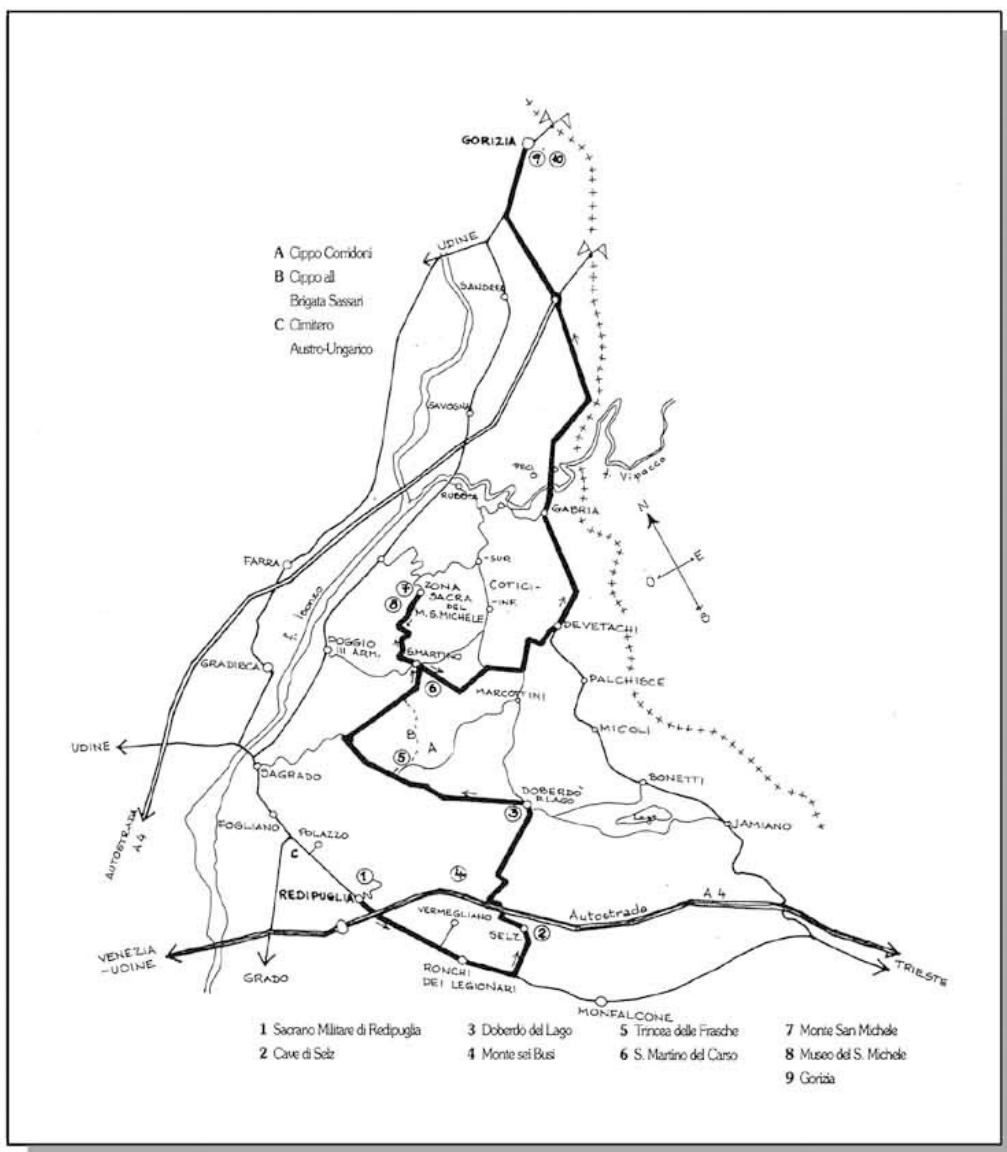 GORIZIA
9 10
UDINE
A Cippo Corridoni
B Cippo all
Brigata Sassari
C Cimitero
Austro-Ungarico
SANDREA
SAVOGNA
PECI
Vipacco
RUBBIA
GABRIA
N
E
O
S
FARRA
SUR
COTICI
INF.
7 ZONA
8 SACRA
DEL
M. S. MICHELE
F. Isonzo
DEVETACHI
POGGIO
III ARM.
S. MARTINO
GRADISCA
6
PALCHISCE
MARCOTTINI
B
A
MICOLI
UDINE
5
SAGRADO
BONETTI
DOBERDÒ
D. LAGO
3
Lago
JAMIANO
AUTOSTRADA
A4
FOGLIANO
POLAZZO
C
1
4
REDIPUGLIA
A4
Autostrada
VERMEGLIANO
SELZ
2
VENEZIA
-UDINE
GRADO
RONCHI
DEI LEGIONARI
TRIESTE
MONFALCONE
1 Sacrario Militare di Redipuglia
2 Cave di Selz
3 Doberdo del Lago
4 Monte sei Busi
5 Trincea delle Frasche
6 S. Martino del Carso
7 Monte San Michele
8 Museo del S. Michele
9 Gorizia